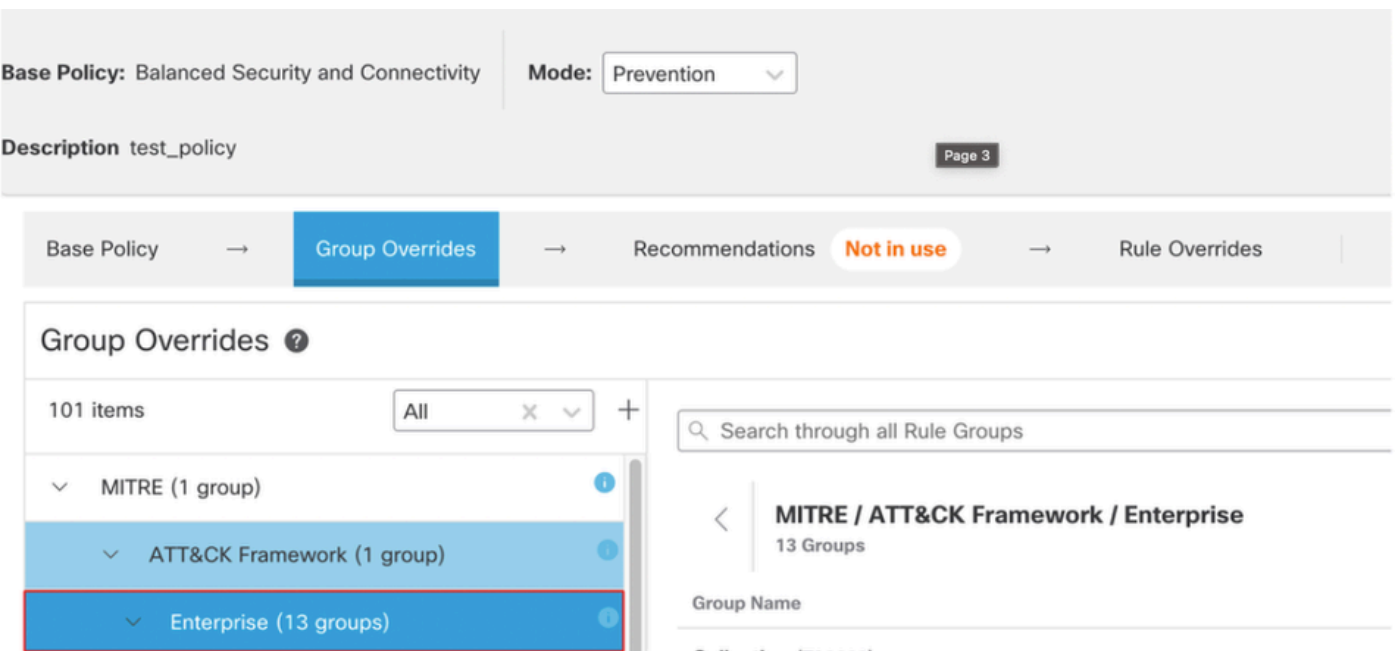 Base Policy: Balanced Security and Connectivity Mode: Prevention
Description test_policy
Page 3
Base Policy → Group Overrides → Recommendations Not in use → Rule Overrides
Group Overrides ?
101 items All × +
Search through all Rule Groups
MITRE (1 group) i
MITRE / ATT&CK Framework / Enterprise
13 Groups
ATT&CK Framework (1 group) i
Group Name
Enterprise (13 groups) i